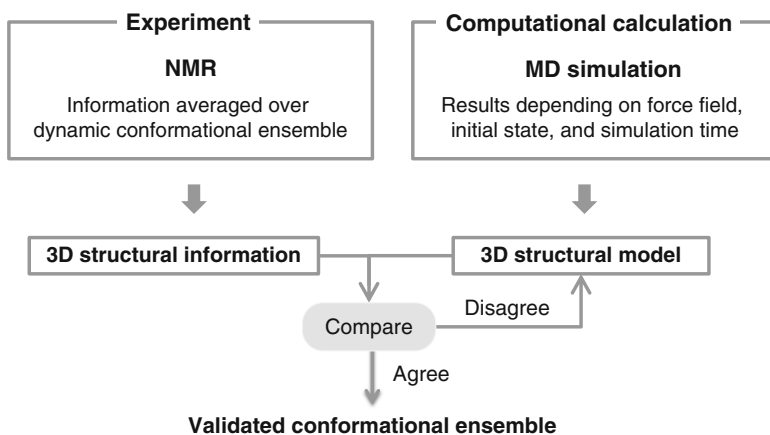 Experiment
NMR
Information averaged over
dynamic conformational ensemble
Computational calculation
MD simulation
Results depending on force field,
initial state, and simulation time
3D structural information
3D structural model
Compare
Disagree
Agree
Validated conformational ensemble